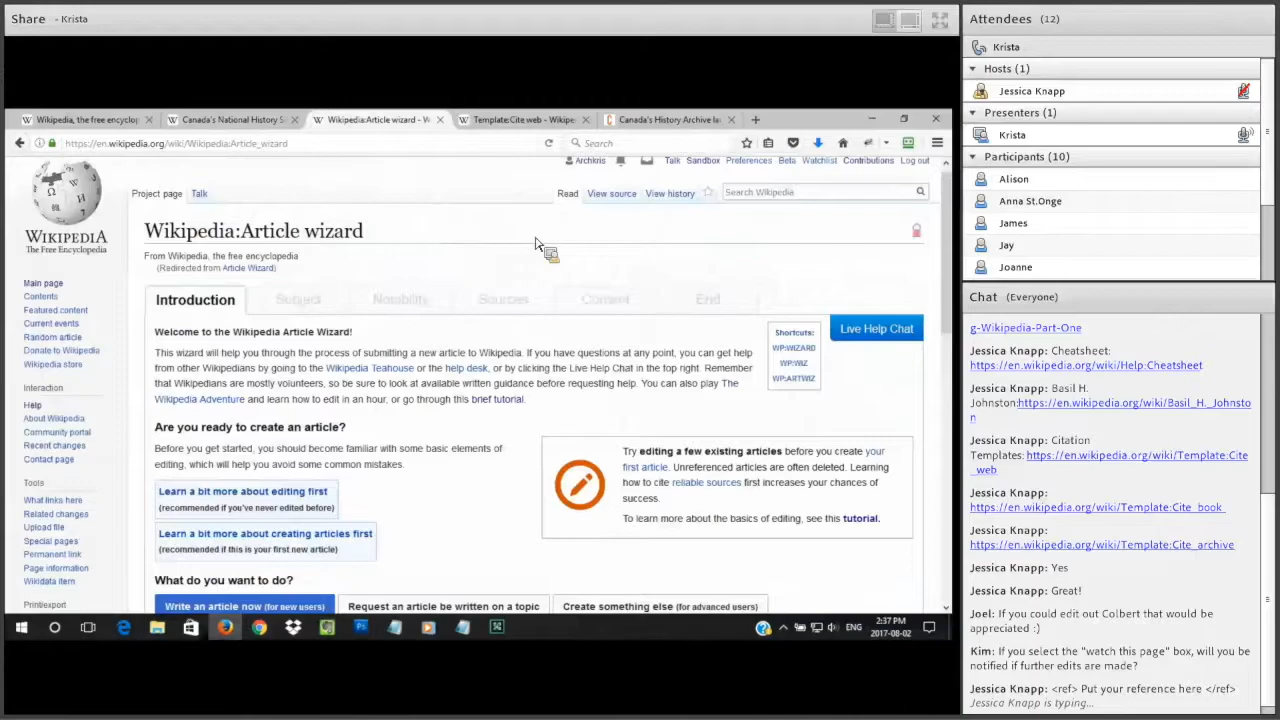 Share - Krista
Wikipedia, the free encyclop
Canada's National History S
Wikipedia:Article wizard - W
Template:Cite web - Wikipe
Canada's History Archive la
https://en.wikipedia.org/wiki/Wikipedia:Article_wizard
Search
Archkris Talk Sandbox Preferences Beta Watchlist Contributions Log out
Project page Talk Read View source View history Search Wikipedia
WIKIPEDIA
The Free Encyclopedia
Main page
Contents
Featured content
Current events
Random article
Donate to Wikipedia
Wikipedia store
Interaction
Help
About Wikipedia
Community portal
Recent changes
Contact page
Tools
What links here
Related changes
Upload file
Special pages
Permanent link
Page information
Wikidata item
Print/export
Wikipedia:Article wizard
From Wikipedia, the free encyclopedia
(Redirected from Article Wizard)
Introduction Subject Notability Sources Content End
Welcome to the Wikipedia Article Wizard!
This wizard will help you through the process of submitting a new article to Wikipedia. If you have questions at any point, you can get help
from other Wikipedians by going to the Wikipedia Teahouse or the help desk, or by clicking the Live Help Chat in the top right. Remember
that Wikipedians are mostly volunteers, so be sure to look at available written guidance before requesting help. You can also play The
Wikipedia Adventure and learn how to edit in an hour, or go through this brief tutorial.
Shortcuts:
WP:WIZARD
WP:WIZ
WP:ARTWIZ
Live Help Chat
Are you ready to create an article?
Before you get started, you should become familiar with some basic elements of
editing, which will help you avoid some common mistakes.
Learn a bit more about editing first
(recommended if you've never edited before)
Learn a bit more about creating articles first
(recommended if this is your first new article)
Try editing a few existing articles before you create your
first article. Unreferenced articles are often deleted. Learning
how to cite reliable sources first increases your chances of
success.
To learn more about the basics of editing, see this tutorial.
What do you want to do?
Write an article now (for new users)
Request an article be written on a topic
Create something else (for advanced users)
ENG
2:37 PM
2017-08-02
Attendees (12)
Krista
Hosts (1)
Jessica Knapp
Presenters (1)
Krista
Participants (10)
Alison
Anna St.Onge
James
Jay
Joanne
Chat (Everyone)
g-Wikipedia-Part-One
Jessica Knapp: Cheatsheet:
https://en.wikipedia.org/wiki/Help:Cheatsheet
Jessica Knapp: Basil H.
Johnston:https://en.wikipedia.org/wiki/Basil_H._Johnsto
n
Jessica Knapp: Citation
Templates: https://en.wikipedia.org/wiki/Template:Cite
_web
Jessica Knapp:
https://en.wikipedia.org/wiki/Template:Cite_book
Jessica Knapp:
https://en.wikipedia.org/wiki/Template:Cite_archive
Jessica Knapp: Yes
Jessica Knapp: Great!
Joel: If you could edit out Colbert that would be
appreciated :)
Kim: If you select the "watch this page" box, will you be
notified if further edits are made?
Jessica Knapp: <ref> Put your reference here </ref>
Jessica Knapp is typing...